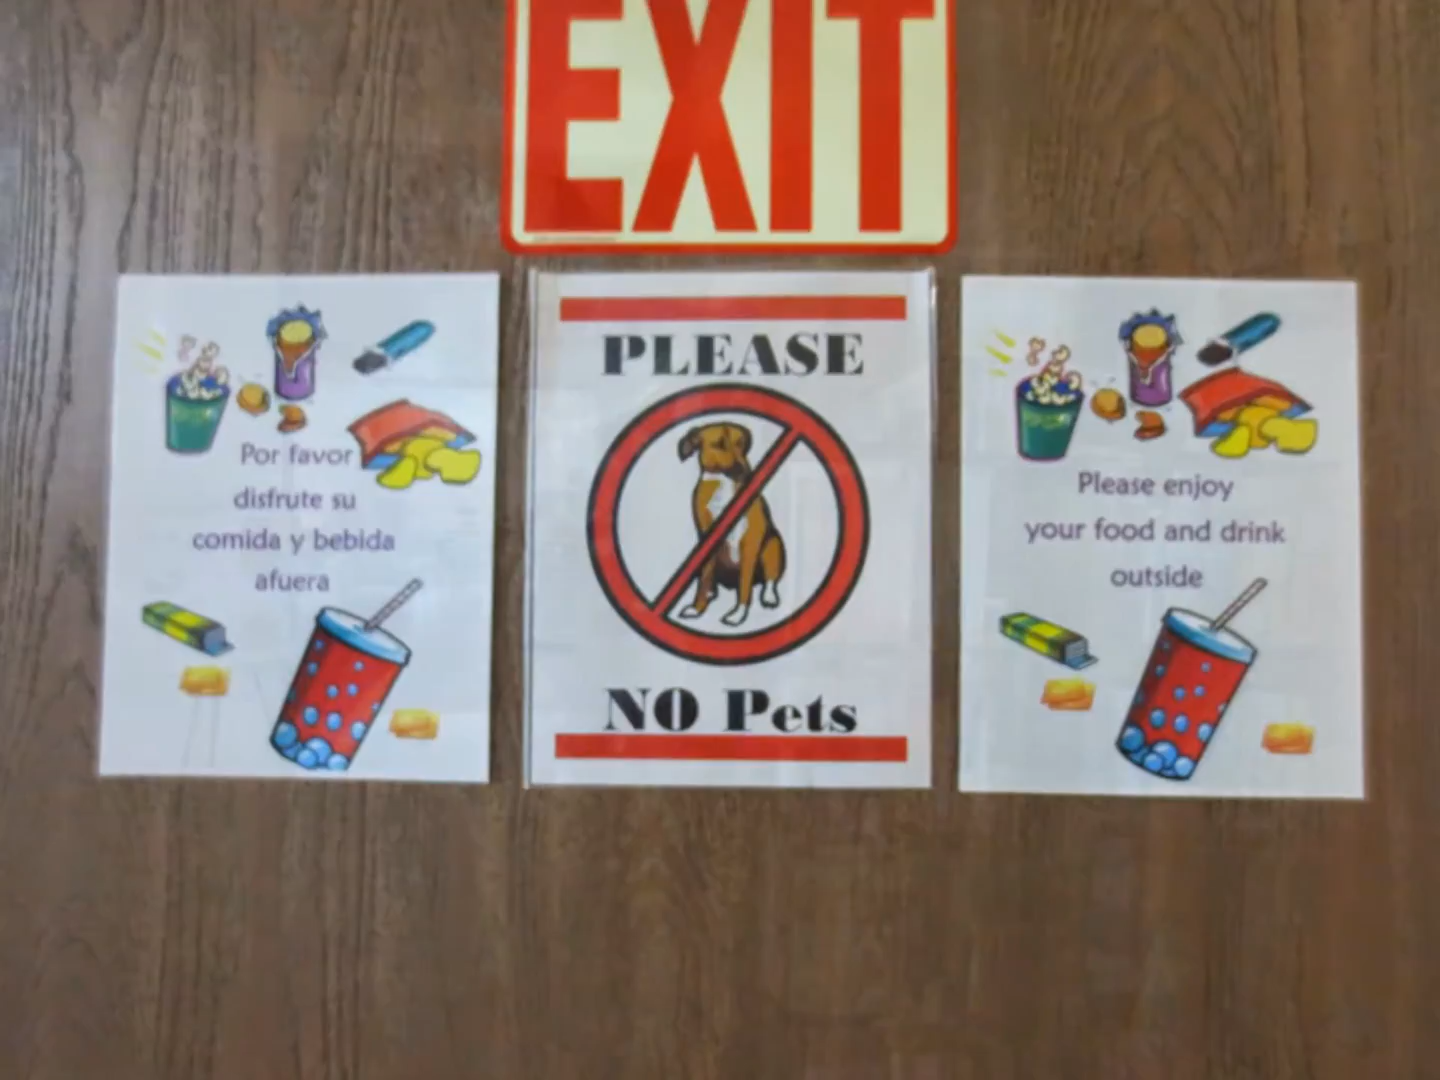 EXIT
Por favor
disfrute su
comida y bebida
afuera
PLEASE
NO Pets
Please enjoy
your food and drink
outside